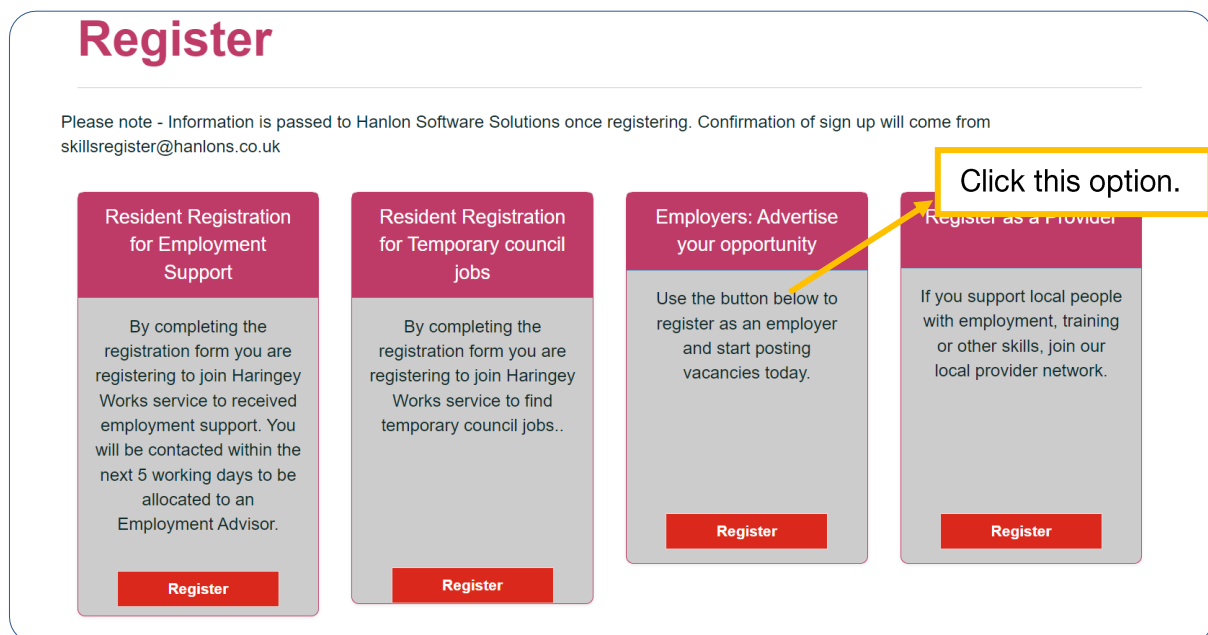 Register
Please note - Information is passed to Hanlon Software Solutions once registering. Confirmation of sign up will come from
skillsregister@hanlons.co.uk
Click this option.
Resident Registration
for Employment
Support
By completing the
registration form you are
registering to join Haringey
Works service to received
employment support. You
will be contacted within the
next 5 working days to be
allocated to an
Employment Advisor.
Register
Resident Registration
for Temporary council
jobs
By completing the
registration form you are
registering to join Haringey
Works service to find
temporary council jobs..
Register
Employers: Advertise
your opportunity
Use the button below to
register as an employer
and start posting
vacancies today.
Register
Register as a Provider
If you support local people
with employment, training
or other skills, join our
local provider network.
Register